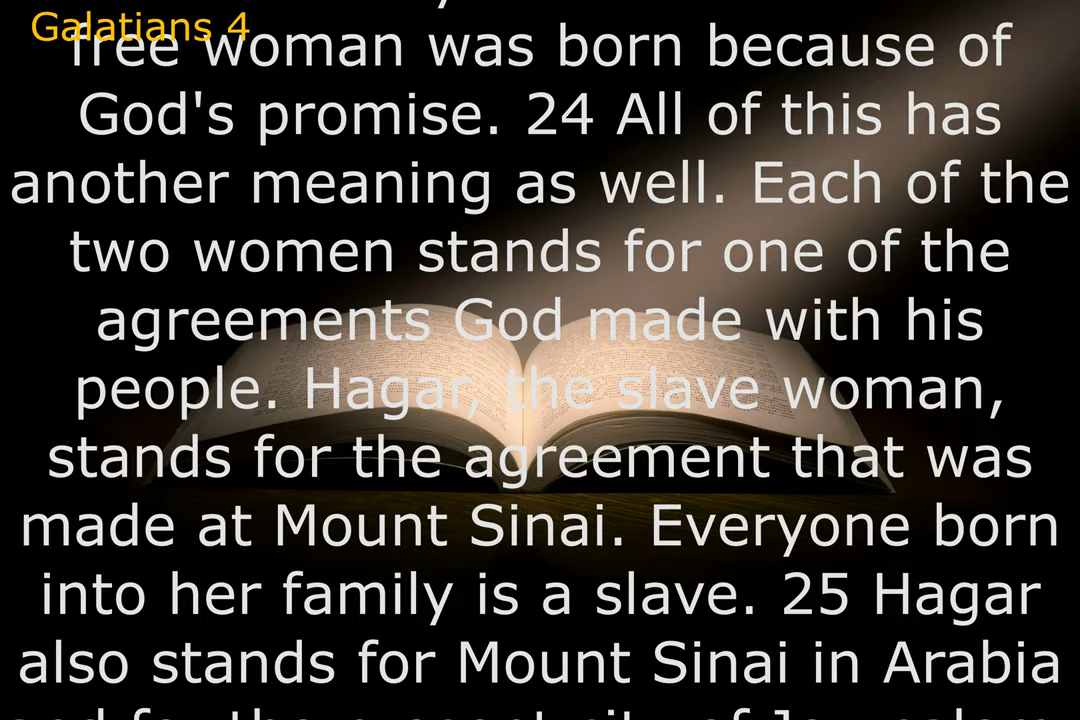 Galatians 4
free woman was born because of
God's promise. 24 All of this has
another meaning as well. Each of the
two women stands for one of the
agreements God made with his
people. Hagar, the slave woman,
stands for the agreement that was
made at Mount Sinai. Everyone born
into her family is a slave. 25 Hagar
also stands for Mount Sinai in Arabia